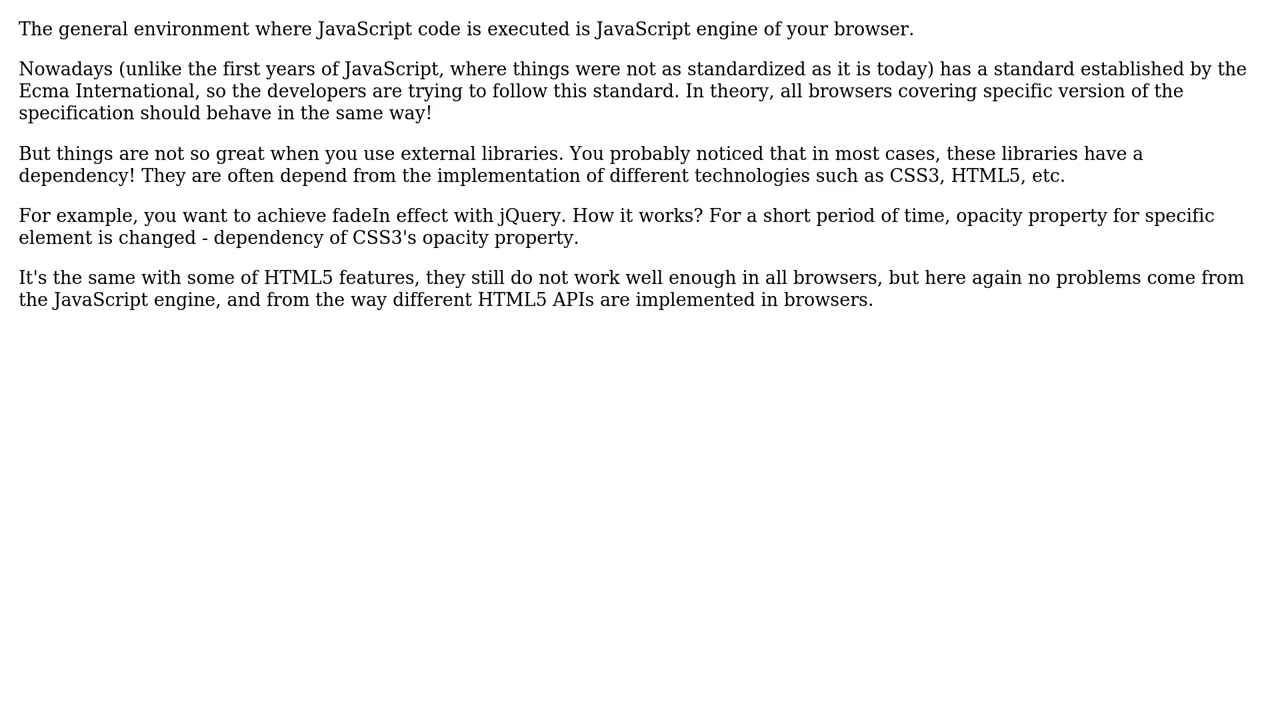 The general environment where JavaScript code is executed is JavaScript engine of your browser.
Nowadays (unlike the first years of JavaScript, where things were not as standardized as it is today) has a standard established by the
Ecma International, so the developers are trying to follow this standard. In theory, all browsers covering specific version of the
specification should behave in the same way!
But things are not so great when you use external libraries. You probably noticed that in most cases, these libraries have a
dependency! They are often depend from the implementation of different technologies such as CSS3, HTML5, etc.
For example, you want to achieve fadeIn effect with jQuery. How it works? For a short period of time, opacity property for specific
element is changed - dependency of CSS3's opacity property.
It's the same with some of HTML5 features, they still do not work well enough in all browsers, but here again no problems come from
the JavaScript engine, and from the way different HTML5 APIs are implemented in browsers.